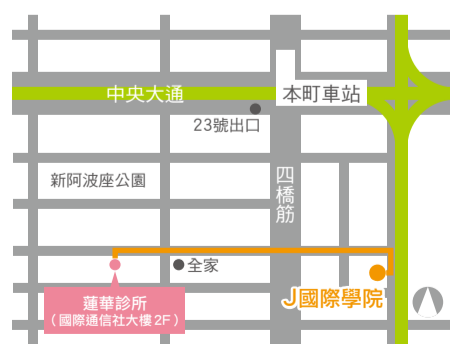 中央大通
本町車站
23號出口
新阿波座公園
四橋筋
全家
J國際學院
蓮華診所
（國際通信社大樓2F）